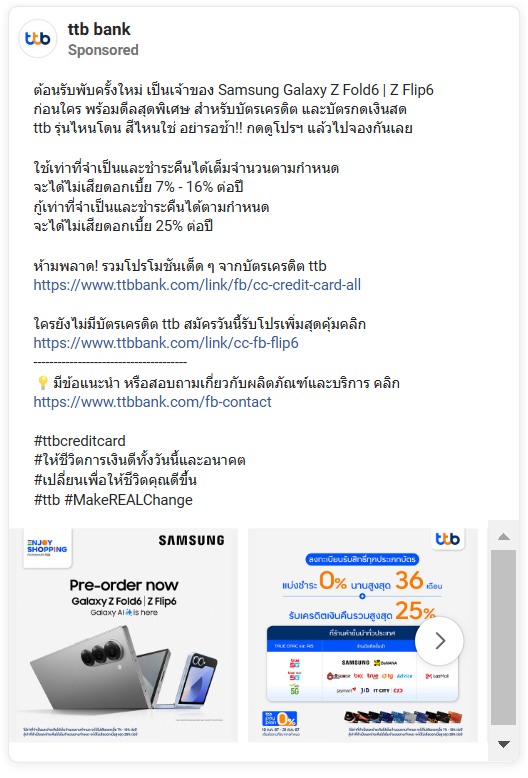 ttb bank
Sponsored
ต้อนรับพับครั้งใหม่ เป็นเจ้าของ Samsung Galaxy Z Fold6 | Z Flip6
ก่อนใคร พร้อมดีลสุดพิเศษ สำหรับบัตรเครดิต และบัตรกดเงินสด
ttb รุ่นไหนโดน สีไหนใช่ อย่ารอช้า!! กดดูโปรฯ แล้วไปจองกันเลย
ใช้เท่าที่จำเป็นและชำระคืนได้เต็มจำนวนตามกำหนด
จะได้ไม่เสียดอกเบี้ย 7% - 16% ต่อปี
กู้เท่าที่จำเป็นและชำระคืนได้ตามกำหนด
จะได้ไม่เสียดอกเบี้ย 25% ต่อปี
ห้ามพลาด! รวมโปรโมชันเด็ด ๆ จากบัตรเครดิต ttb
https://www.ttbbank.com/link/fb/cc-credit-card-all
ใครยังไม่มีบัตรเครดิต ttb สมัครวันนี้รับโปรเพิ่มสุดคุ้มคลิก
https://www.ttbbank.com/link/cc-fb-flip6
------------------------------------
💡 มีข้อแนะนำ หรือสอบถามเกี่ยวกับผลิตภัณฑ์และบริการ คลิก
https://www.ttbbank.com/fb-contact
#ttbcreditcard
#ให้ชีวิตการเงินดีทั้งวันนี้และอนาคต
#เปลี่ยนเพื่อให้ชีวิตคุณดีขึ้น
#ttb #MakeREALChange
ENJOY
SHOPPING
SAMSUNG
Pre-order now
Galaxy Z Fold6 | Z Flip6
Galaxy AI is here
ttb
ลงทะเบียนรับสิทธิ์ทุกประเภทบัตร
แบ่งชำระ 0% นานสูงสุด 36 เดือน
+
รับเครดิตเงินคืนรวมสูงสุด 25%
ที่ร้านค้าชั้นนำทั่วประเทศ
SAMSUNG BaNANA
Advice
LazMall
J.I.B IT CITY
0%